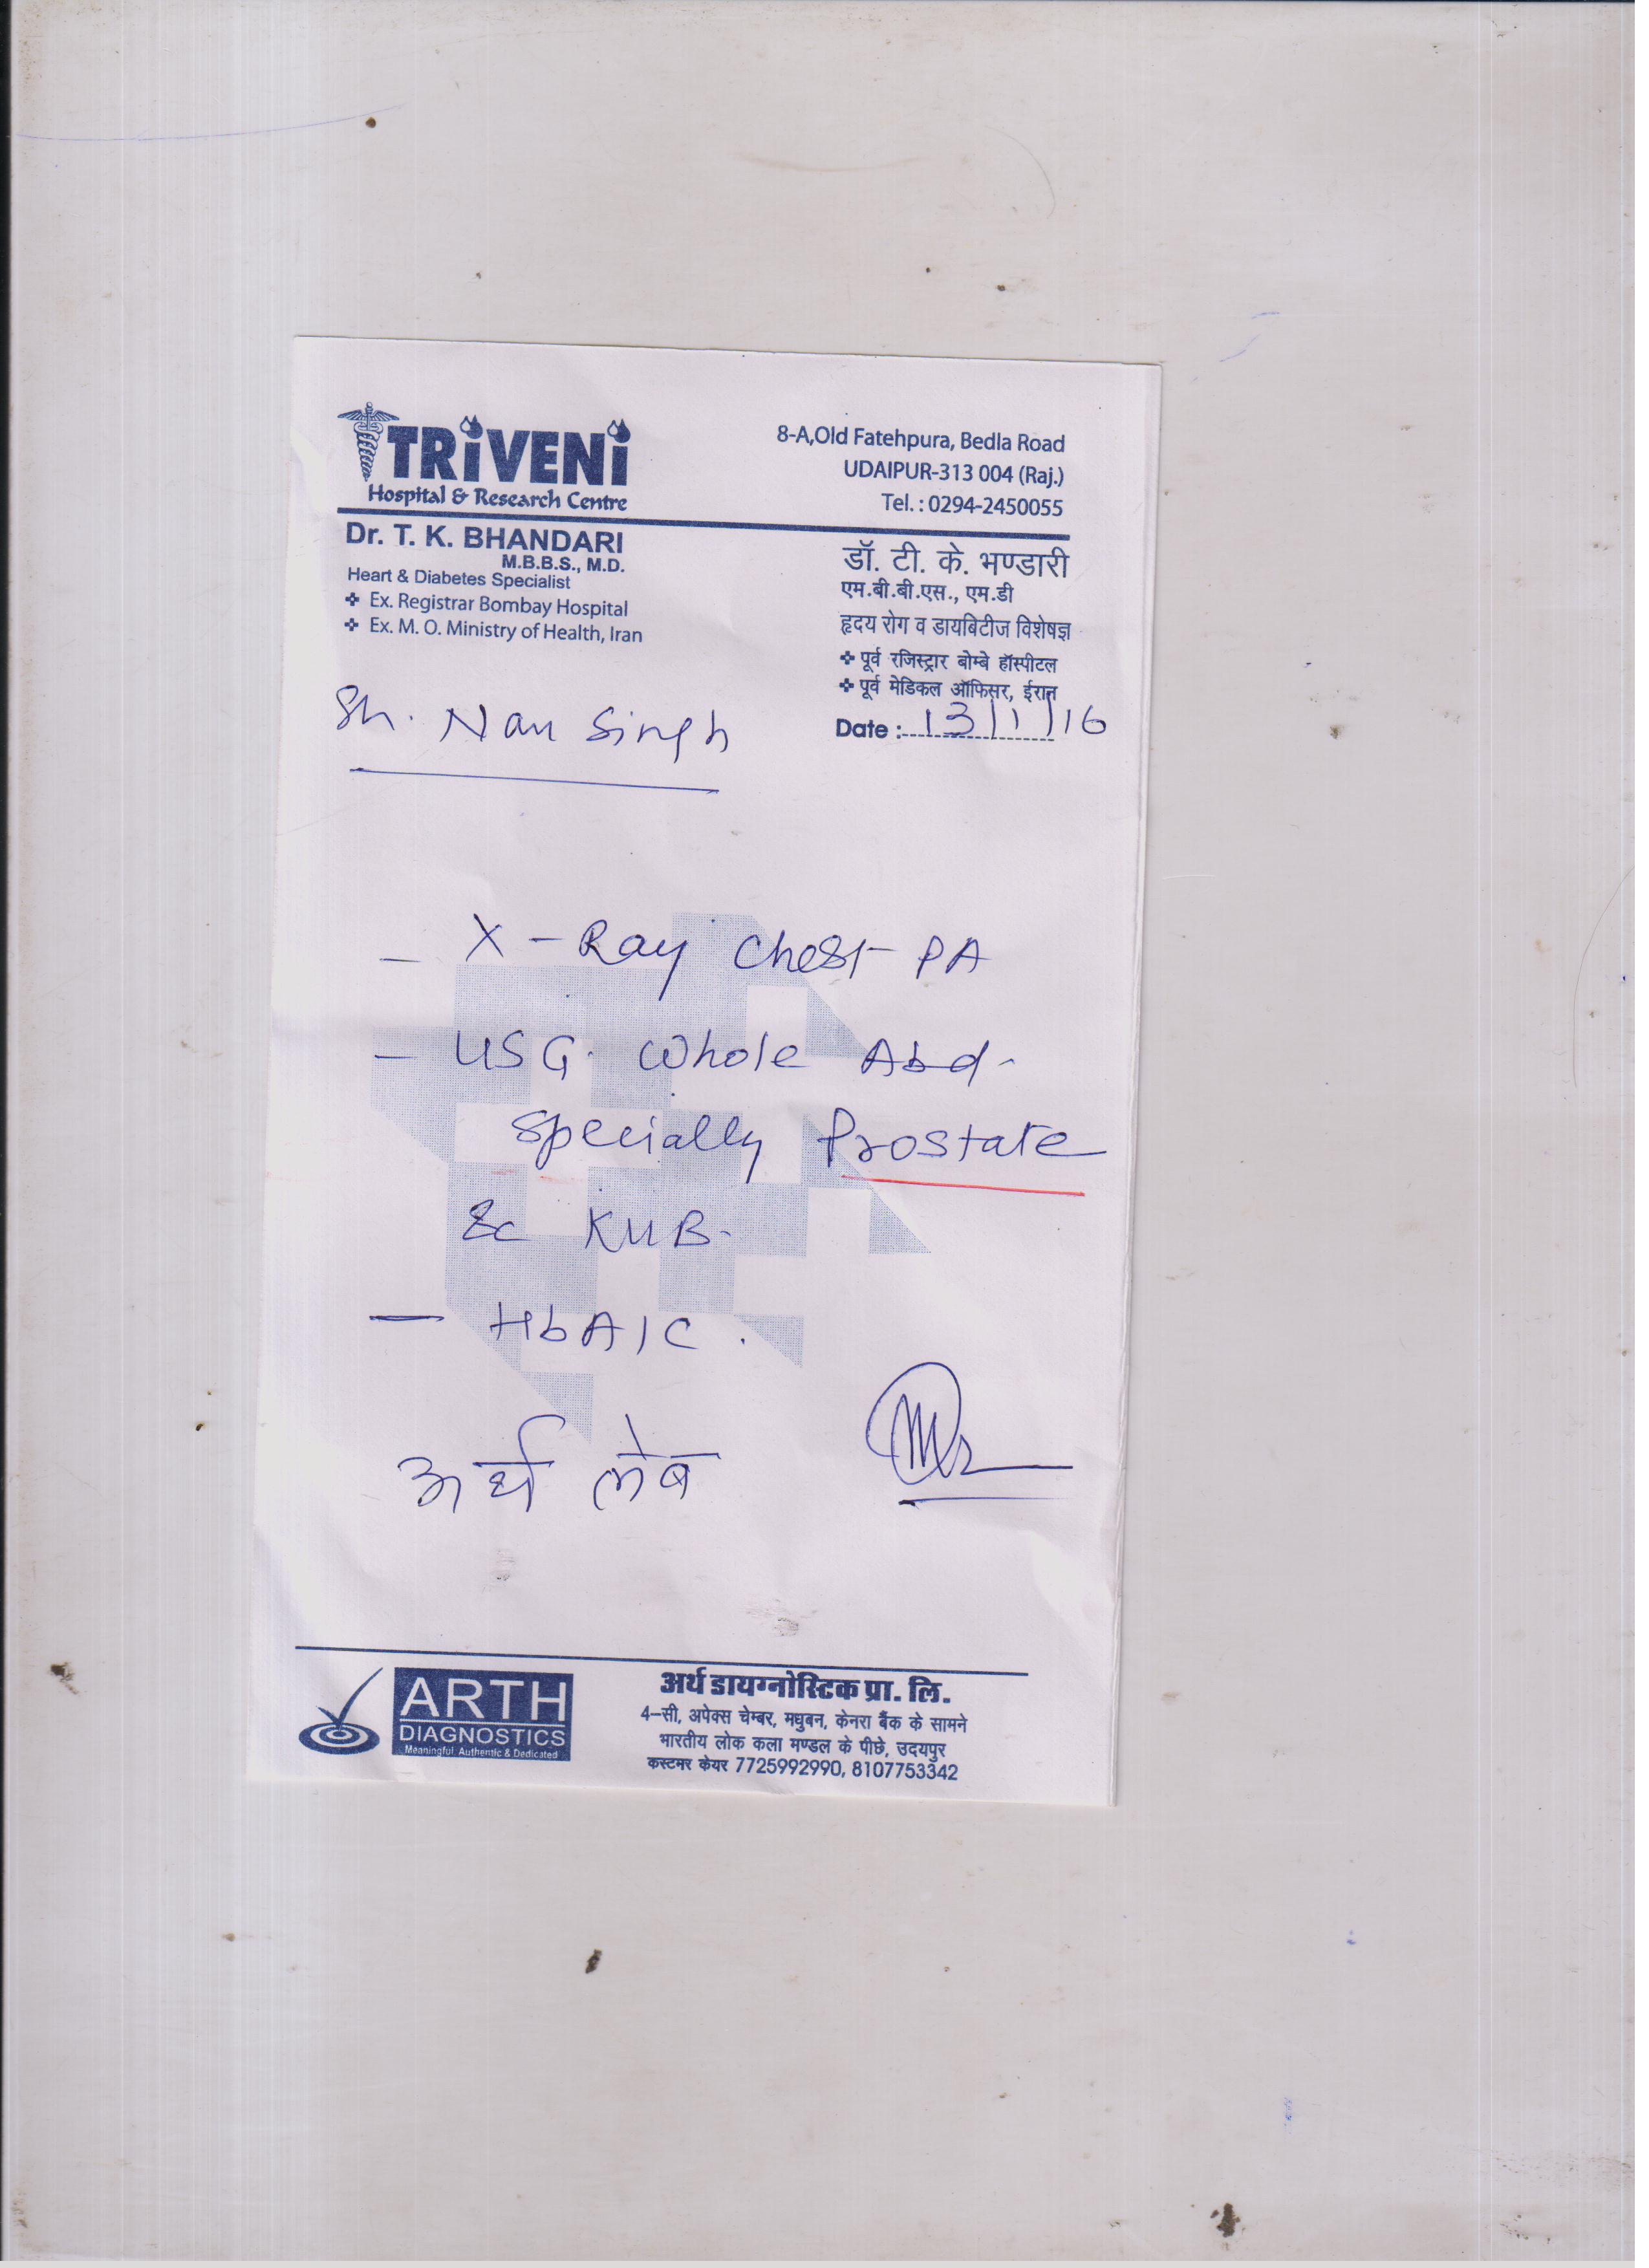 TRIVENI
Hospital & Research Centre
8-A,Old Fatehpura, Bedla Road
UDAIPUR-313 004 (Raj.)
Tel. : 0294-2450055
Dr. T. K. BHANDARI
M.B.B.S., M.D.
Heart & Diabetes Specialist
Ex. Registrar Bombay Hospital
Ex. M. O. Ministry of Health, Iran
डॉ. टी. के. भण्डारी
एम.बी.बी.एस., एम.डी
हृदय रोग व डायबिटीज विशेषज्ञ
पूर्व रजिस्ट्रार बोम्बे हॉस्पीटल
पूर्व मेडिकल ऑफिसर, ईरान
Sh. Singh
Date : 13/1/16
- X-Ray Chest PA
- USG. Whole Abd.
Specially Prostate
& KUB.
- HbA1C.
अर्थ लेब
ARTH
DIAGNOSTICS
Meaningful Authentic & Dedicated
अर्थ डायग्नोस्टिक प्रा. लि.
4-सी, अपेक्स चेम्बर, मधुबन, केनरा बैंक के सामने
भारतीय लोक कला मण्डल के पीछे, उदयपुर
कस्टमर केयर 7725992990, 8107753342